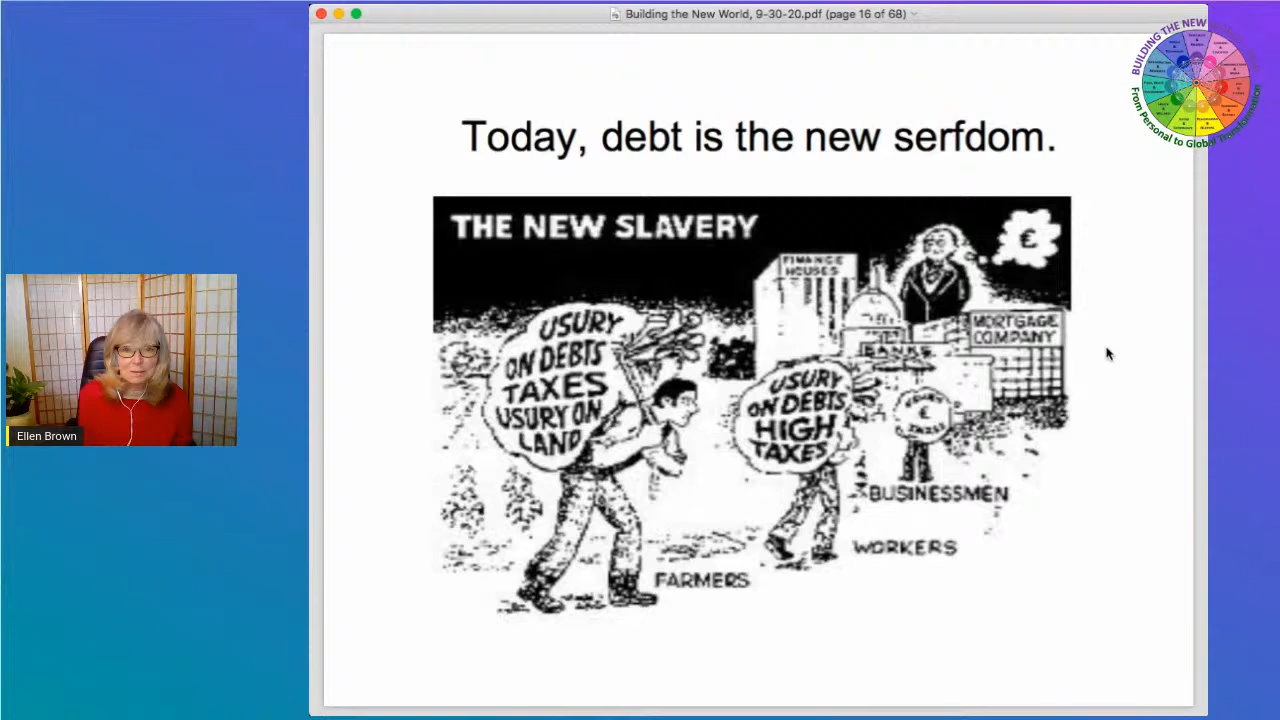 Building the New World, 9-30-20.pdf (page 16 of 68)
BUILDING THE NEW
From Personal to Global Transformation
Today, debt is the new serfdom.
THE NEW SLAVERY
€
FINANCE
HOUSES
USURY
ON DEBTS
TAXES
USURY ON
LAND
MORTGAGE
COMPANY
BANKS
USURY
ON DEBTS
HIGH
TAXES
€
BUSINESSMEN
WORKERS
FARMERS
Ellen Brown